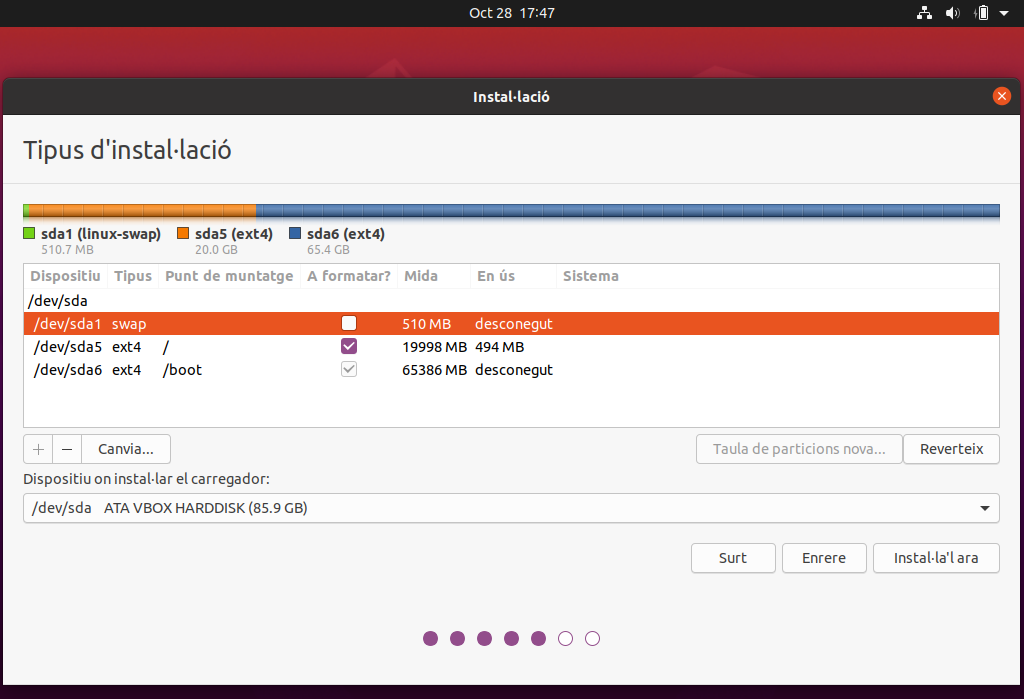 Oct 28 17:47
Instal·lació
Tipus d'instal·lació
sda1 (linux-swap) sda5 (ext4) sda6 (ext4)
510.7 MB 20.0 GB 65.4 GB
Dispositiu Tipus Punt de muntatge A formatar? Mida En ús Sistema
/dev/sda
/dev/sda1 swap 510 MB desconegut
/dev/sda5 ext4 / 19998 MB 494 MB
/dev/sda6 ext4 /boot 65386 MB desconegut
+ − Canvia... Taula de particions nova... Reverteix
Dispositiu on instal·lar el carregador:
/dev/sda ATA VBOX HARDDISK (85.9 GB)
Surt Enrere Instal·la'l ara